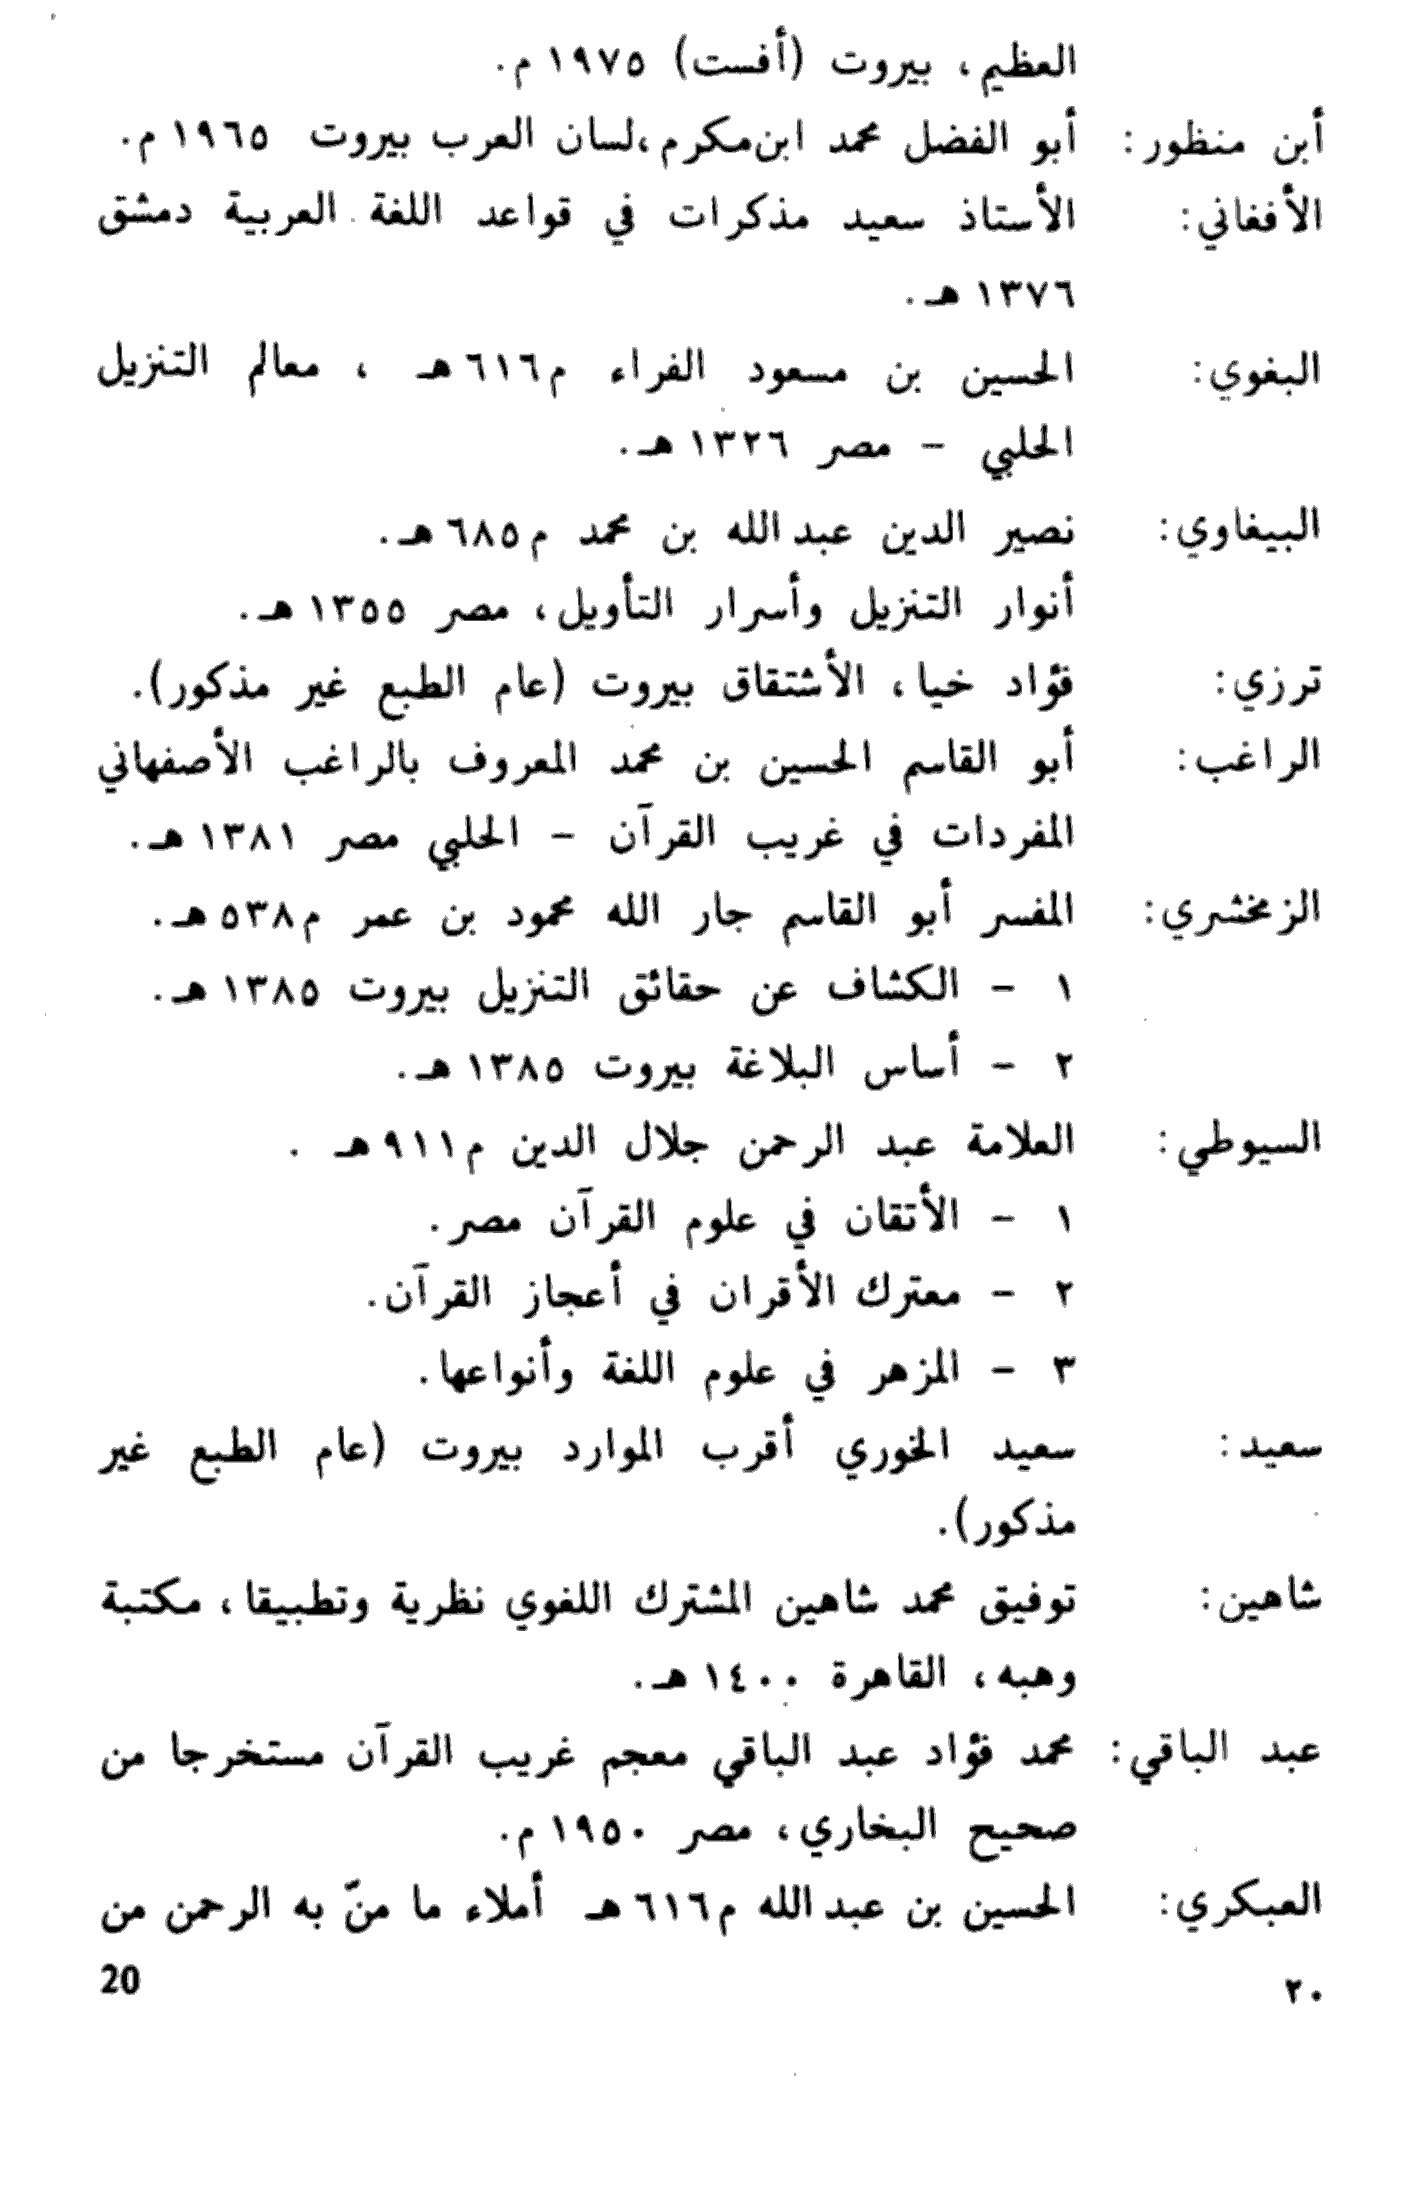 العظيم، بيروت (أفست) ١٩٧٥ م.
أبن منظور: أبو الفضل محمد ابن مكرم، لسان العرب بيروت ١٩٦٥ م.
الأفغاني: الأستاذ سعيد مذكرات في قواعد اللغة العربية دمشق
١٣٧٦ هـ.
البغوي: الحسين بن مسعود الفراء م٦١٦ هـ ، معالم التنزيل
الحلبي - مصر ١٣٢٦ هـ.
البيغاوي: نصير الدين عبد الله بن محمد م٦٨٥ هـ.
أنوار التنزيل وأسرار التأويل، مصر ١٣٥٥ هـ.
ترزي: فؤاد خيا، الأشتقاق بيروت (عام الطبع غير مذكور).
الراغب: أبو القاسم الحسين بن محمد المعروف بالراغب الأصفهاني
المفردات في غريب القرآن - الحلبي مصر ١٣٨١ هـ.
الزمخشري: المفسر أبو القاسم جار الله محمود بن عمر م٥٣٨ هـ.
١ - الكشاف عن حقائق التنزيل بيروت ١٣٨٥ هـ.
٢ - أساس البلاغة بيروت ١٣٨٥ هـ.
السيوطي: العلامة عبد الرحمن جلال الدين م٩١١ هـ .
١ - الأتقان في علوم القرآن مصر.
٢ - معترك الأقران في أعجاز القرآن.
٣ - المزهر في علوم اللغة وأنواعها.
سعيد: سعيد الخوري أقرب الموارد بيروت (عام الطبع غير
مذكور).
شاهين: توفيق محمد شاهين المشترك اللغوي نظرية وتطبيقا، مكتبة
وهبه، القاهرة ١٤٠٠ هـ.
عبد الباقي: محمد فؤاد عبد الباقي معجم غريب القرآن مستخرجا من
صحيح البخاري، مصر ١٩٥٠ م.
العبكري: الحسين بن عبد الله م٦١٦ هـ أملاء ما منّ به الرحمن من
٢٠ 20